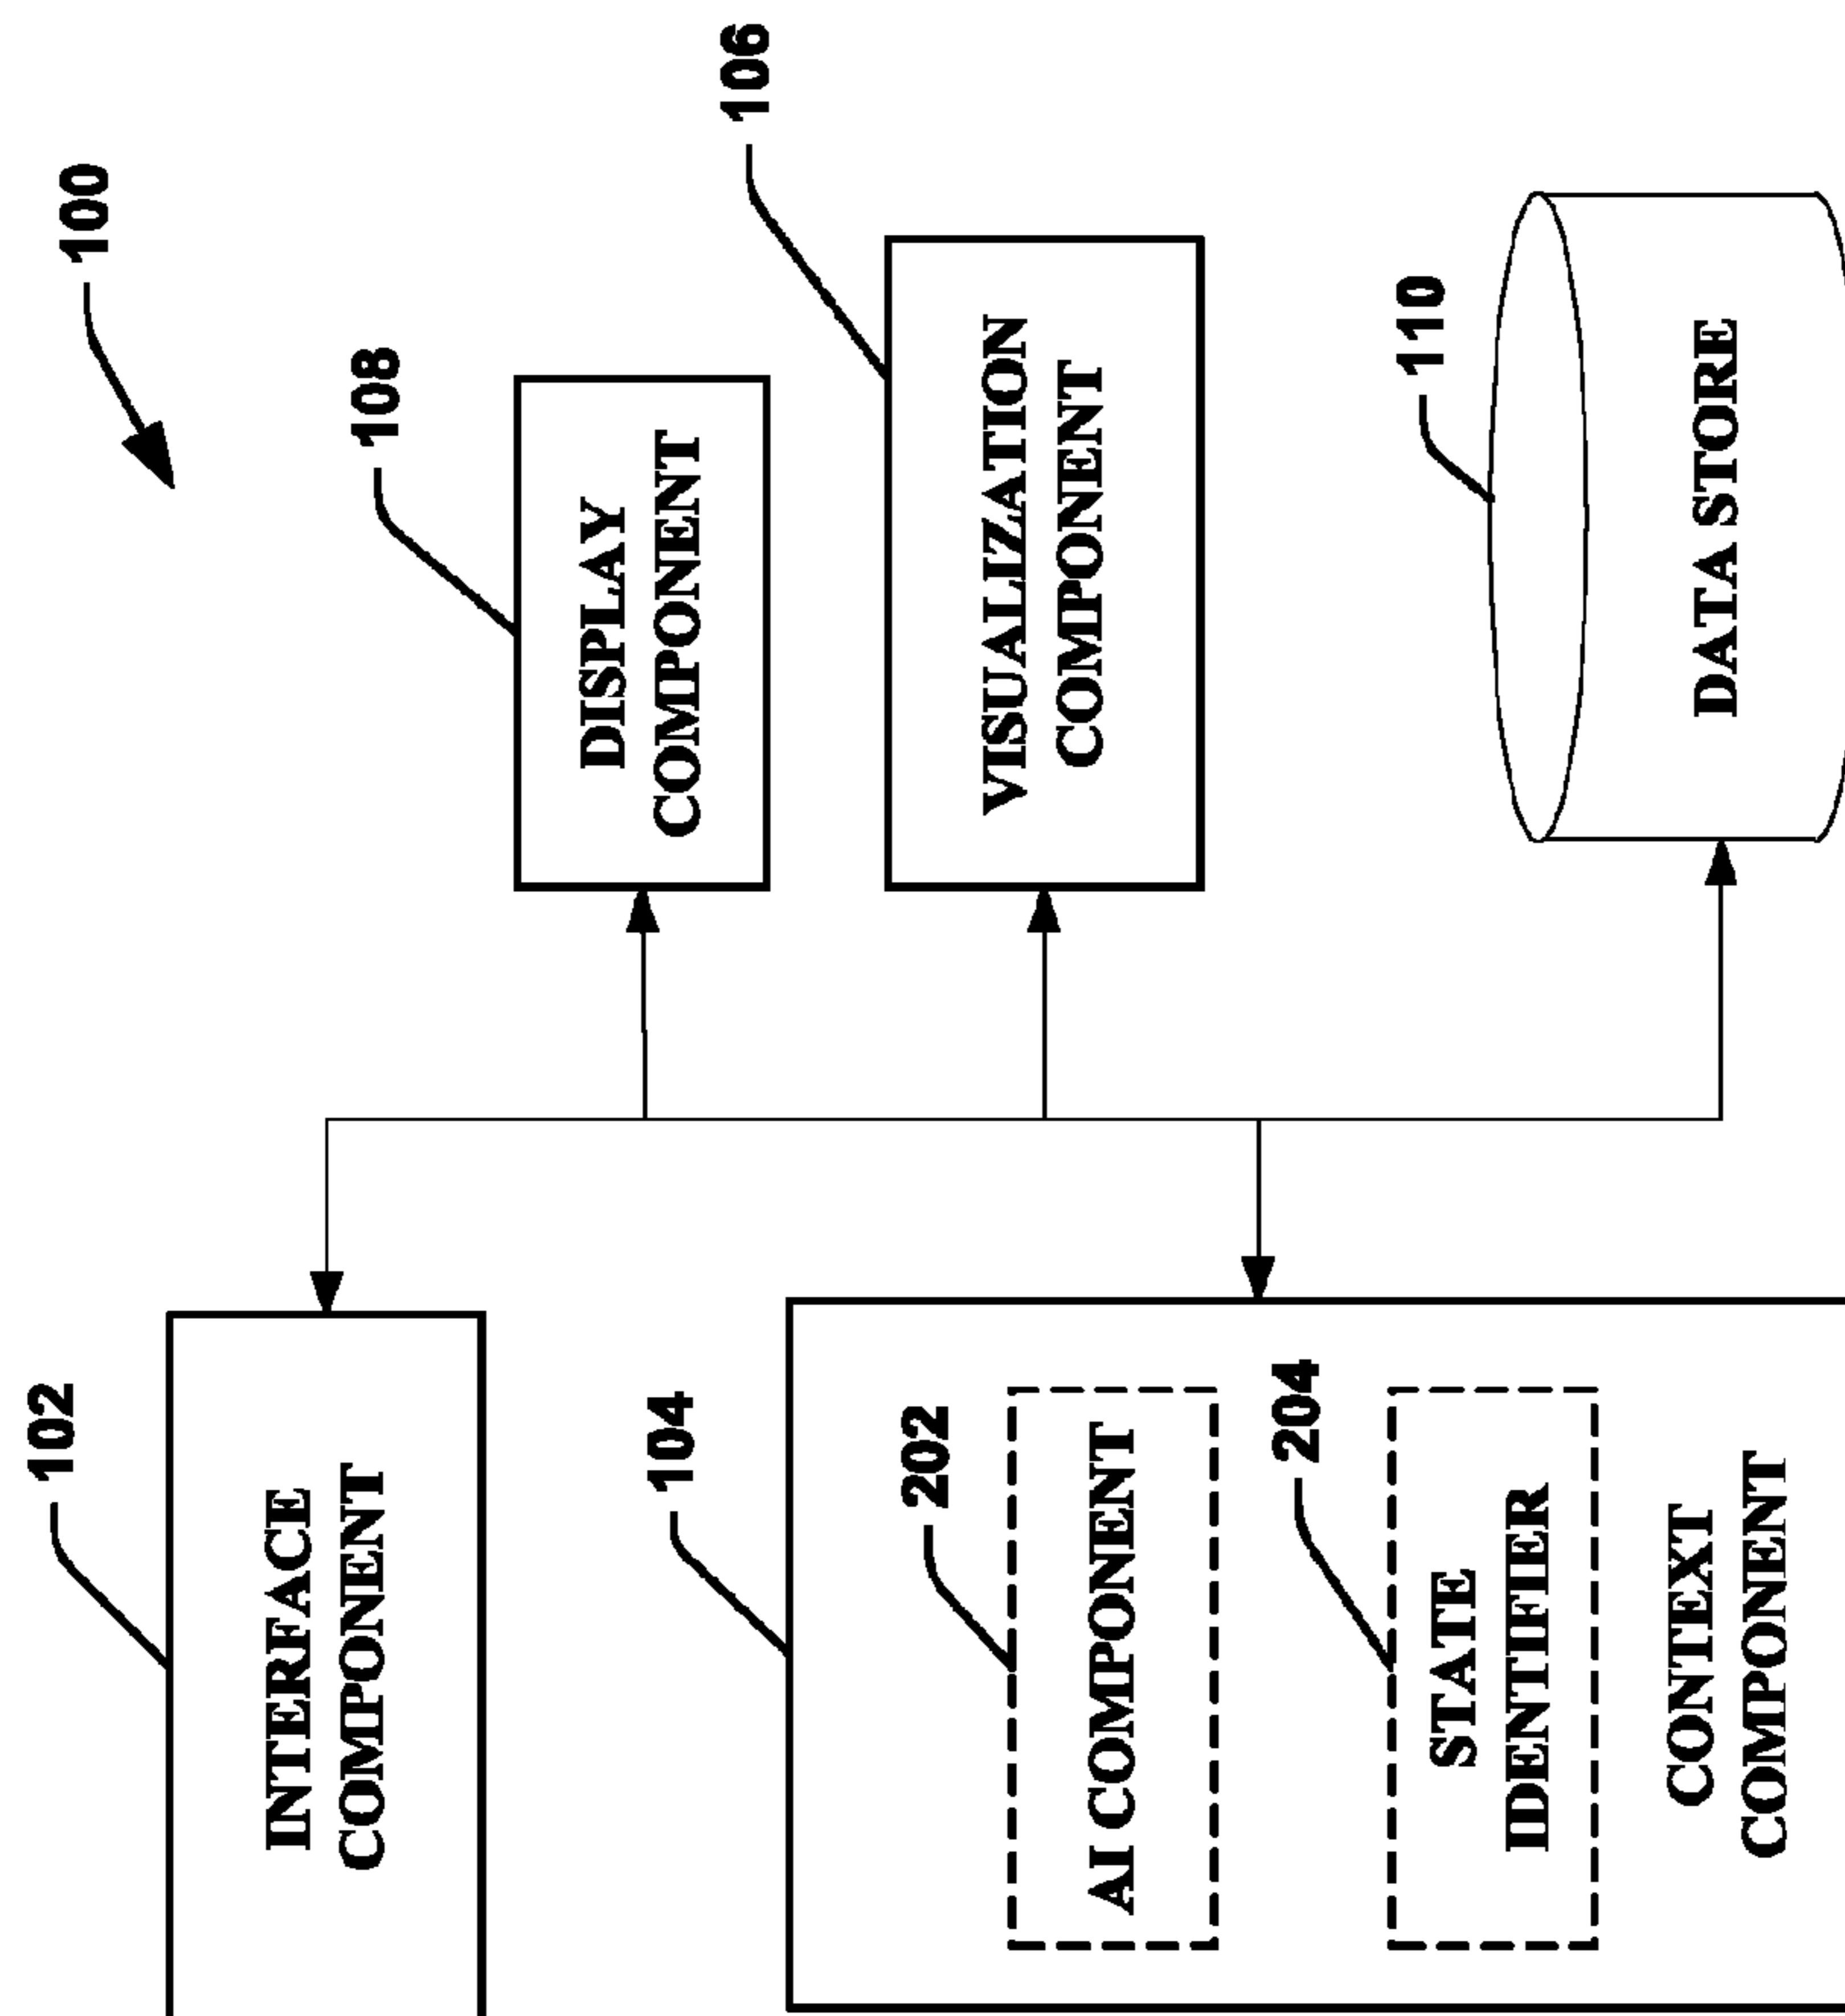 100
102
INTERFACE
COMPONENT
108
DISPLAY
COMPONENT
104
202
AI COMPONENT
204
STATE
IDENTIFIER
CONTEXT
COMPONENT
106
VISUALIZATION
COMPONENT
110
DATA STORE